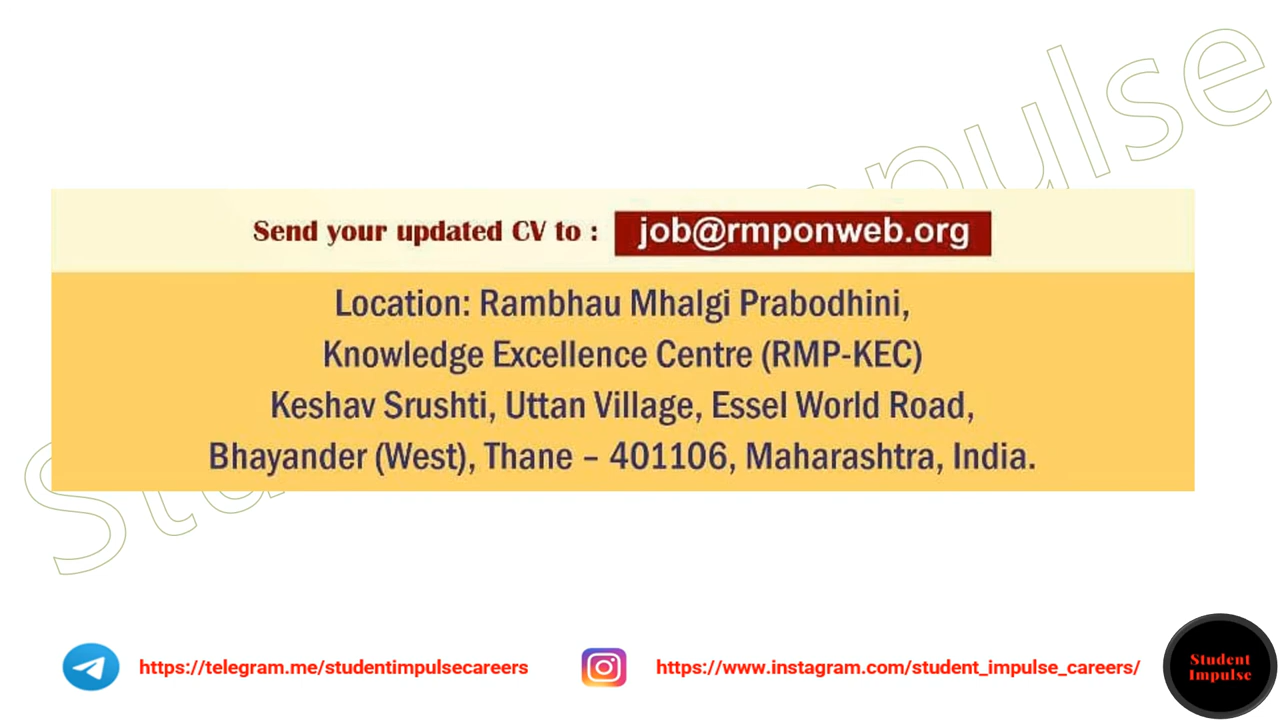 Student Impulse
Send your updated CV to : job@rmponweb.org
Location: Rambhau Mhalgi Prabodhini,
Knowledge Excellence Centre (RMP-KEC)
Keshav Srushti, Uttan Village, Essel World Road,
Bhayander (West), Thane – 401106, Maharashtra, India.
https://telegram.me/studentimpulsecareers
https://www.instagram.com/student_impulse_careers/
Student
Impulse